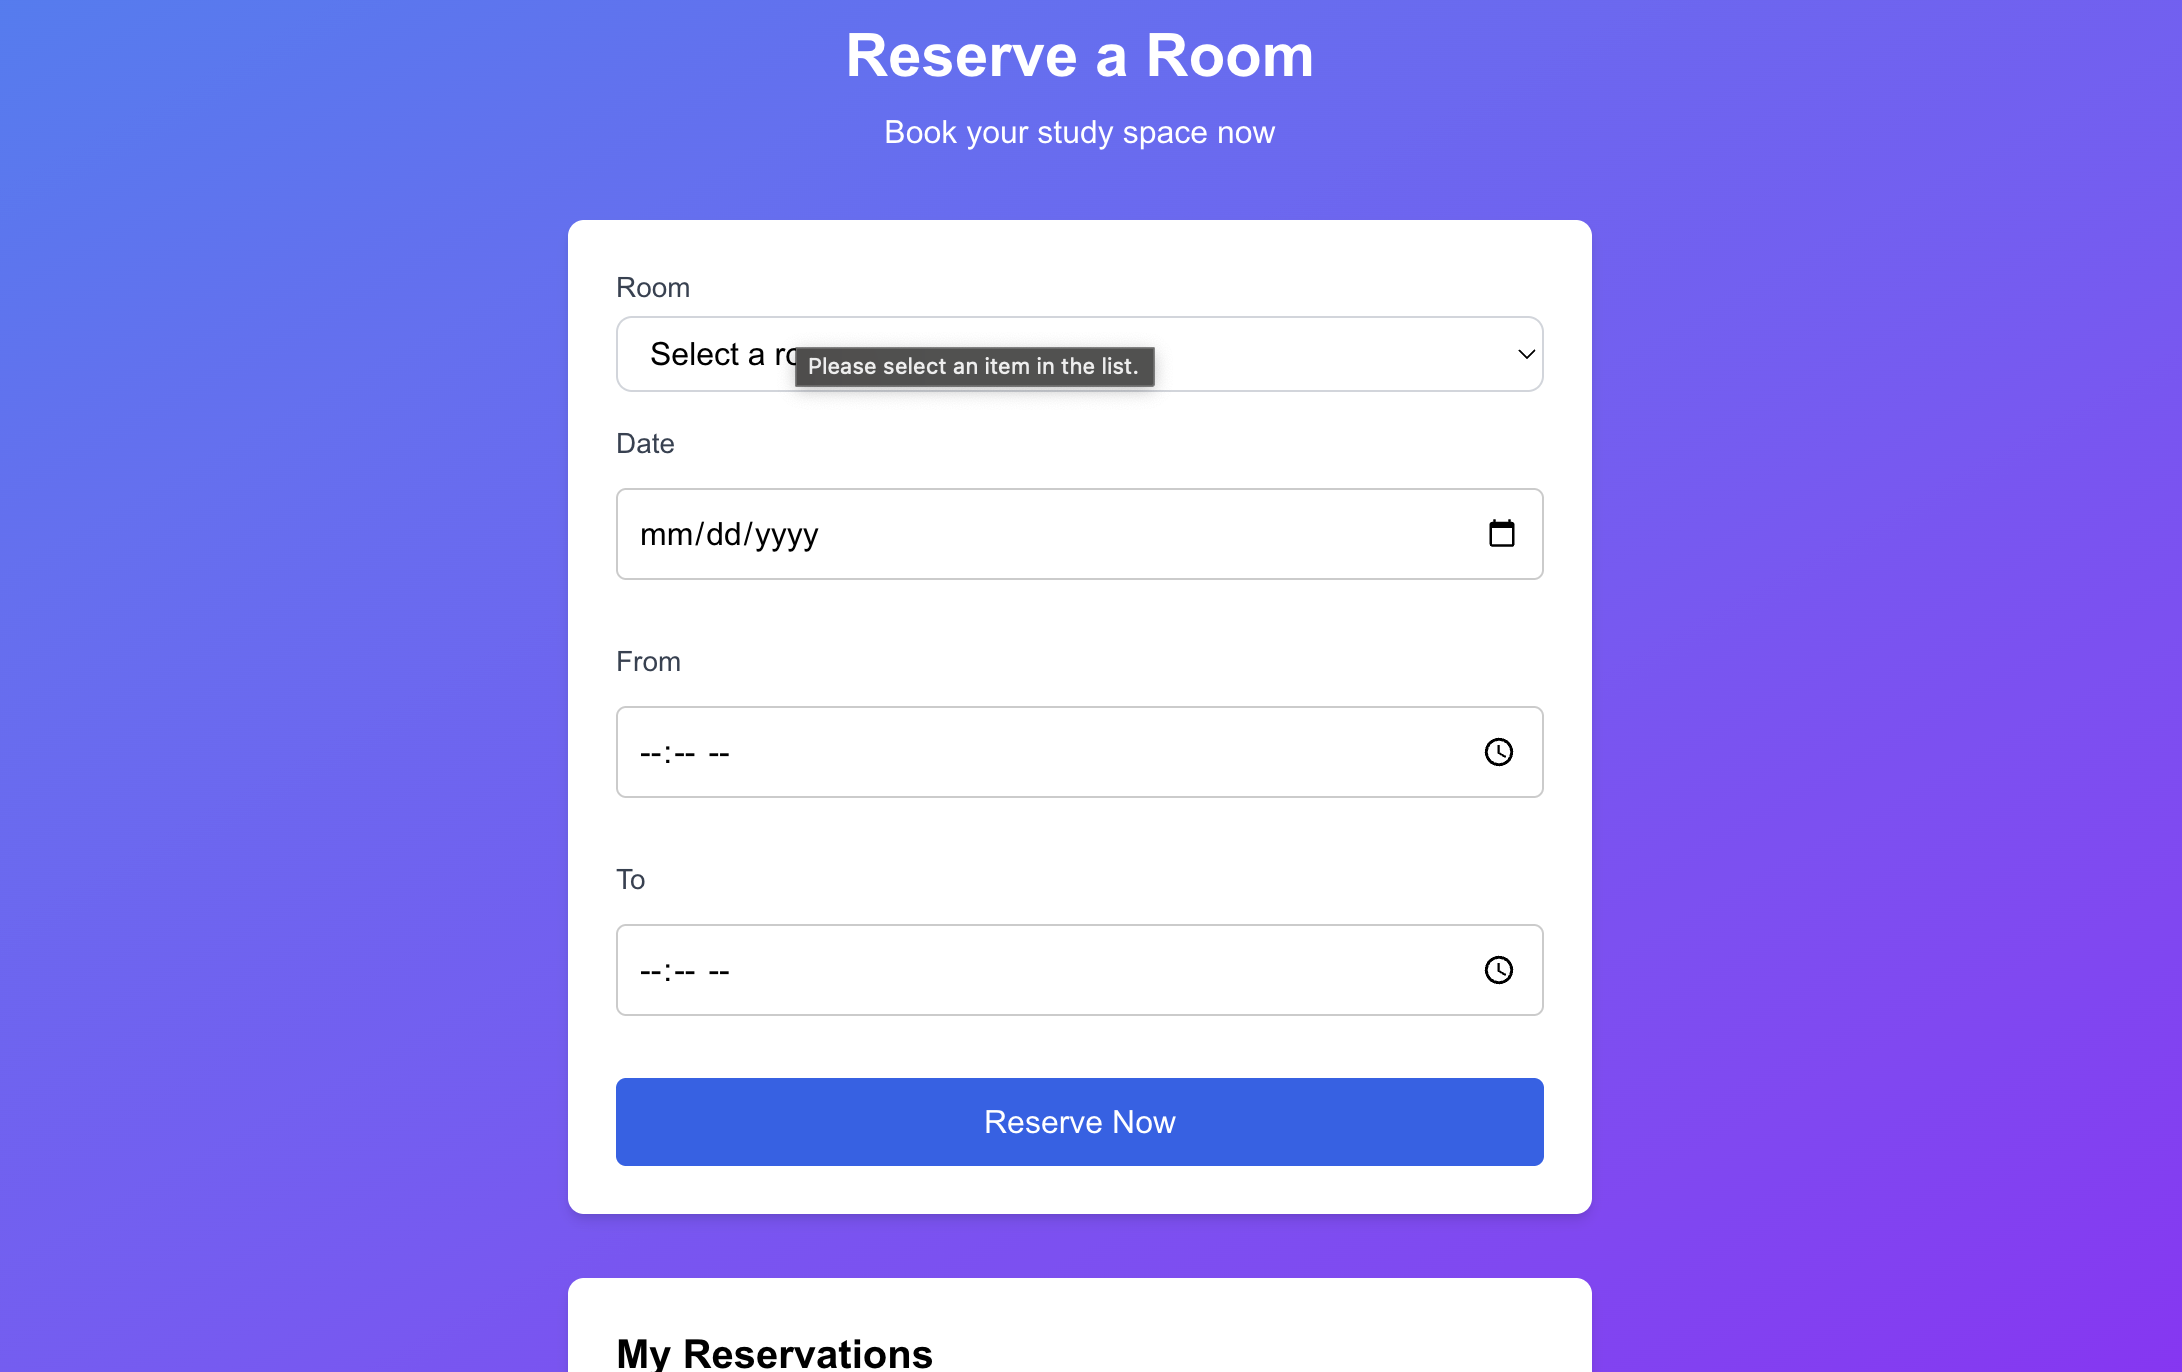 Reserve a Room
Book your study space now
Room
Select a ro
Please select an item in the list.
Date
mm/dd/yyyy
From
--:-- --
To
--:-- --
Reserve Now
My Reservations